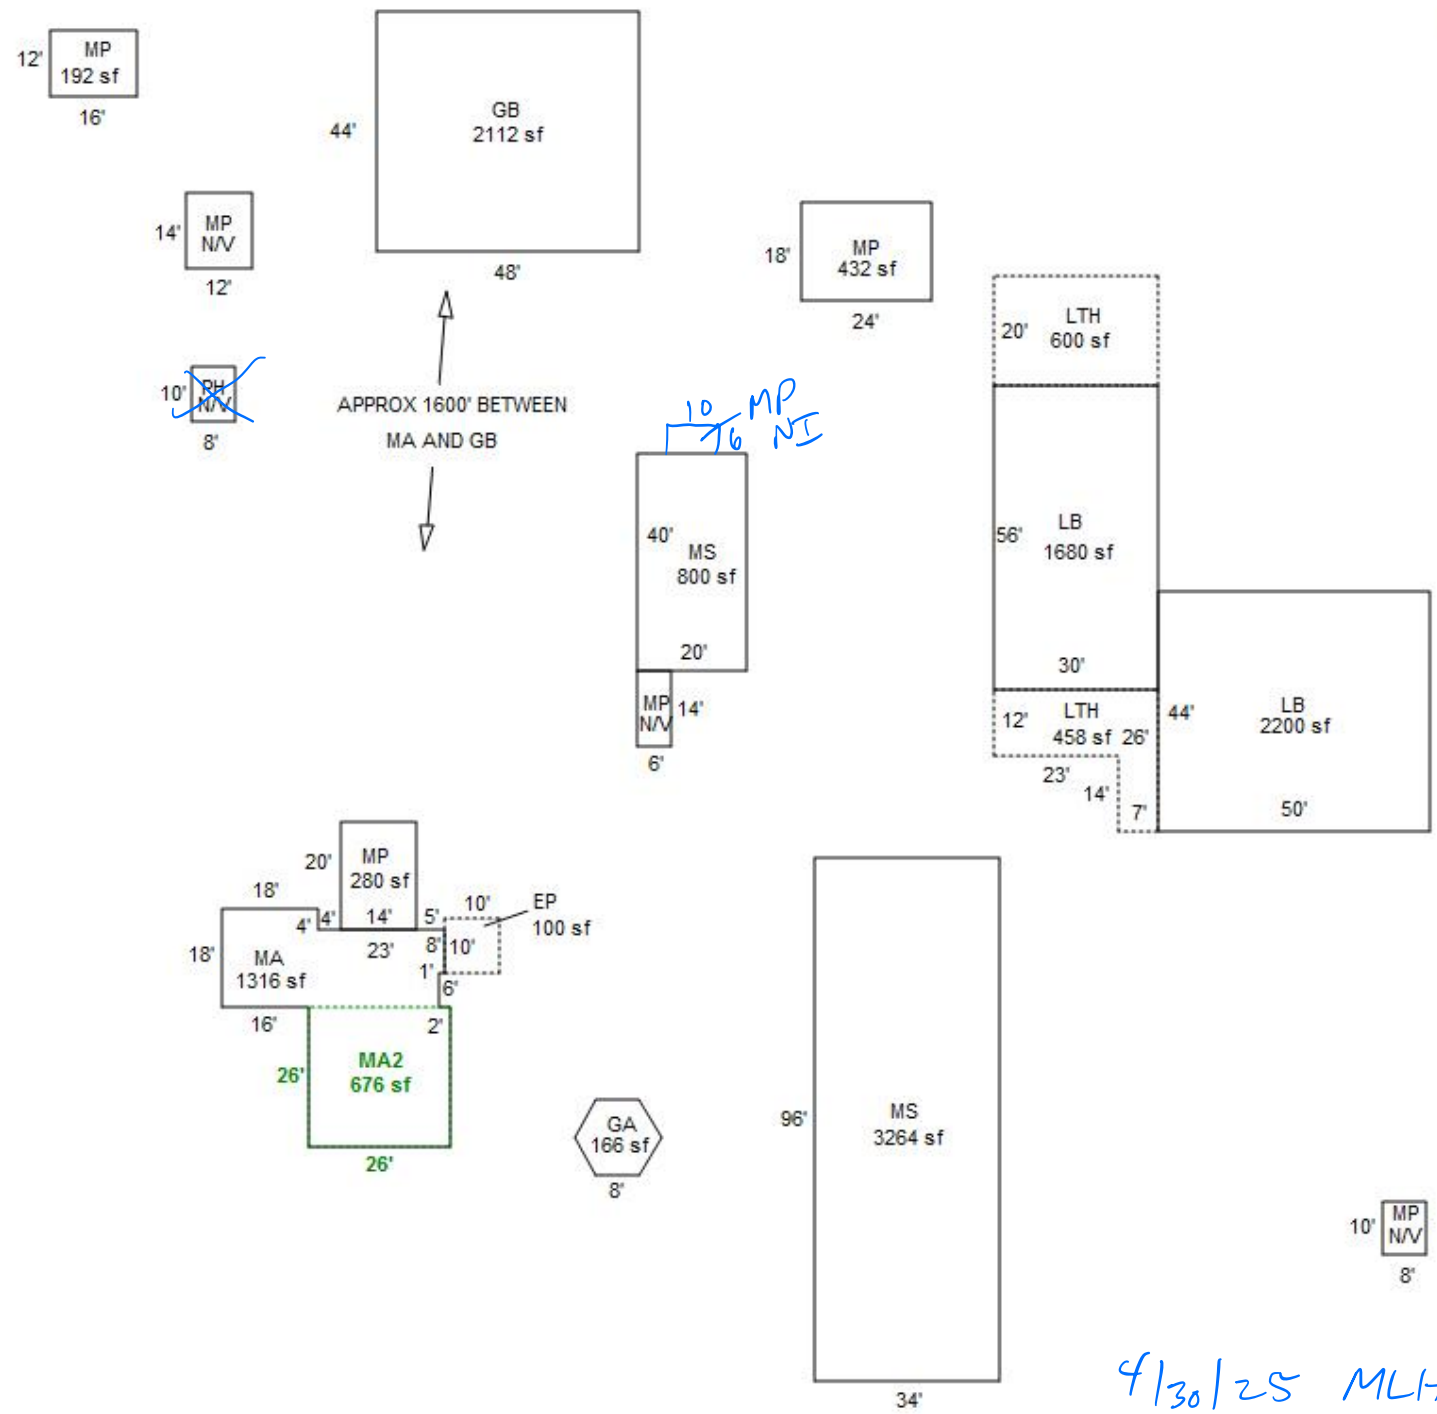 12'
MP
192 sf
16'
44'
GB
2112 sf
48'
14'
MP
N/V
12'
18'
MP
432 sf
24'
20'
LTH
600 sf
10'
PH
N/V
8'
APPROX 1600' BETWEEN
MA AND GB
10
6
MP
NI
40'
MS
800 sf
20'
MP
N/V
14'
6'
56'
LB
1680 sf
30'
12'
LTH
458 sf
26'
23'
14'
7'
44'
LB
2200 sf
50'
20'
MP
280 sf
14'
18'
4'
4'
5'
23'
8'
10'
10'
EP
100 sf
18'
MA
1316 sf
1'
6'
16'
2'
26'
MA2
676 sf
26'
GA
166 sf
8'
96'
MS
3264 sf
34'
10'
MP
N/V
8'
4/30/25 MLH